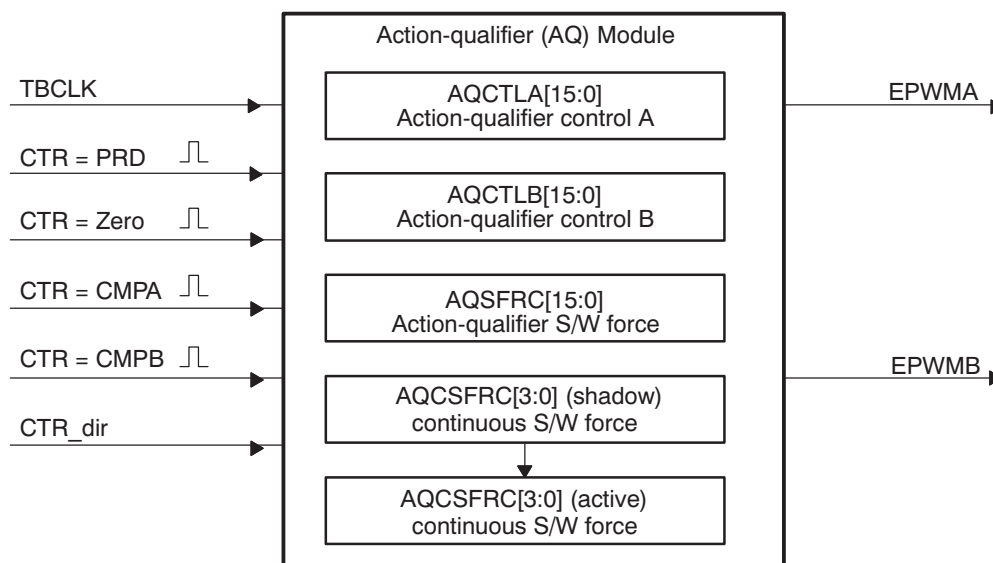 Action-qualifier (AQ) Module
TBCLK
CTR = PRD
CTR = Zero
CTR = CMPA
CTR = CMPB
CTR_dir
AQCTLA[15:0]
Action-qualifier control A
AQCTLB[15:0]
Action-qualifier control B
AQSFRC[15:0]
Action-qualifier S/W force
AQCSFRC[3:0] (shadow)
continuous S/W force
AQCSFRC[3:0] (active)
continuous S/W force
EPWMA
EPWMB